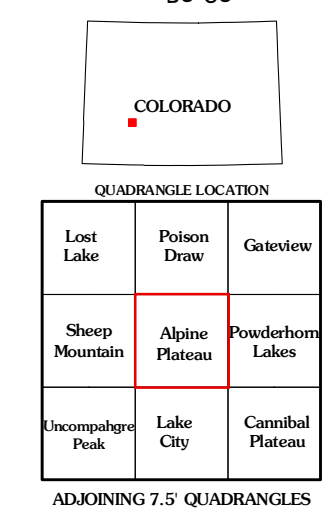 COLORADO
QUADRANGLE LOCATION
Lost
Lake
Poison
Draw
Gateview
Sheep
Mountain
Alpine
Plateau
Powderhorn
Lakes
Uncompahgre
Peak
Lake
City
Cannibal
Plateau
ADJOINING 7.5' QUADRANGLES